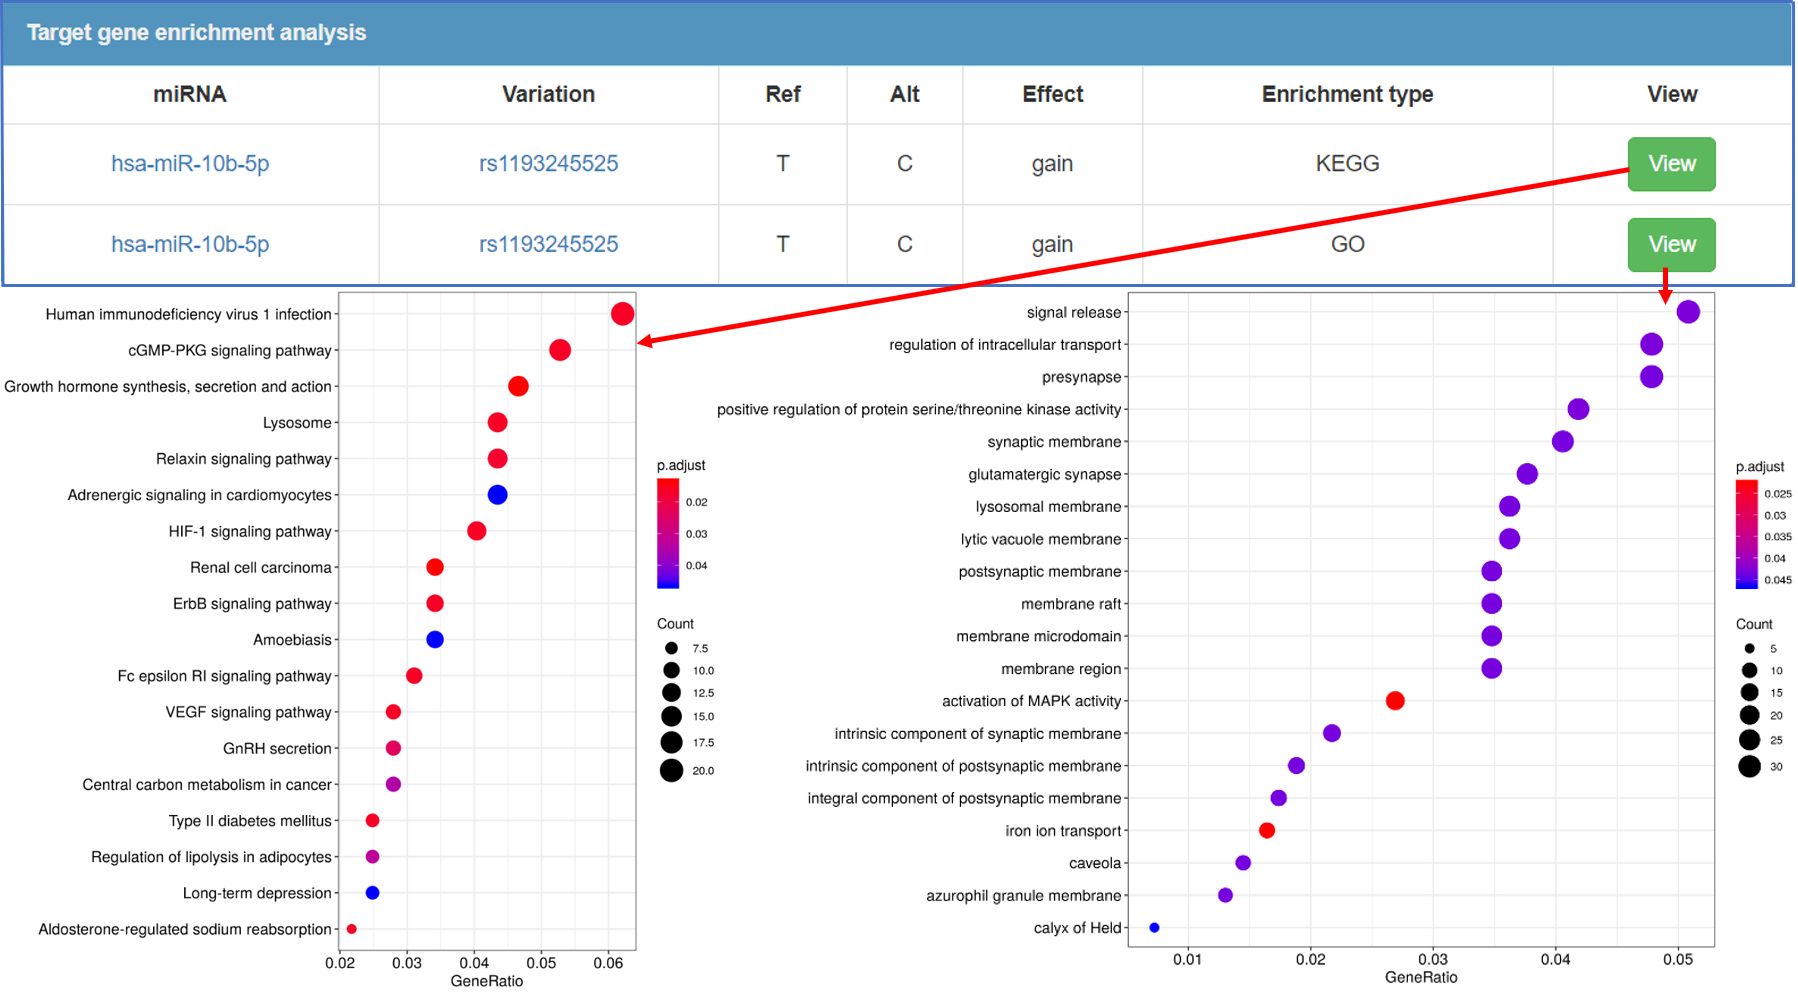 Target gene enrichment analysis
miRNA Variation Ref Alt Effect Enrichment type View
hsa-miR-10b-5p rs1193245525 T C gain KEGG View
hsa-miR-10b-5p rs1193245525 T C gain GO View
Human immunodeficiency virus 1 infection
cGMP-PKG signaling pathway
Growth hormone synthesis, secretion and action
Lysosome
Relaxin signaling pathway
Adrenergic signaling in cardiomyocytes
HIF-1 signaling pathway
Renal cell carcinoma
ErbB signaling pathway
Amoebiasis
Fc epsilon RI signaling pathway
VEGF signaling pathway
GnRH secretion
Central carbon metabolism in cancer
Type II diabetes mellitus
Regulation of lipolysis in adipocytes
Long-term depression
Aldosterone-regulated sodium reabsorption
0.02 0.03 0.04 0.05 0.06
GeneRatio
p.adjust
0.02
0.03
0.04
Count
7.5
10.0
12.5
15.0
17.5
20.0
signal release
regulation of intracellular transport
presynapse
positive regulation of protein serine/threonine kinase activity
synaptic membrane
glutamatergic synapse
lysosomal membrane
lytic vacuole membrane
postsynaptic membrane
membrane raft
membrane microdomain
membrane region
activation of MAPK activity
intrinsic component of synaptic membrane
intrinsic component of postsynaptic membrane
integral component of postsynaptic membrane
iron ion transport
caveola
azurophil granule membrane
calyx of Held
0.01 0.02 0.03 0.04 0.05
GeneRatio
p.adjust
0.025
0.03
0.035
0.04
0.045
Count
5
10
15
20
25
30